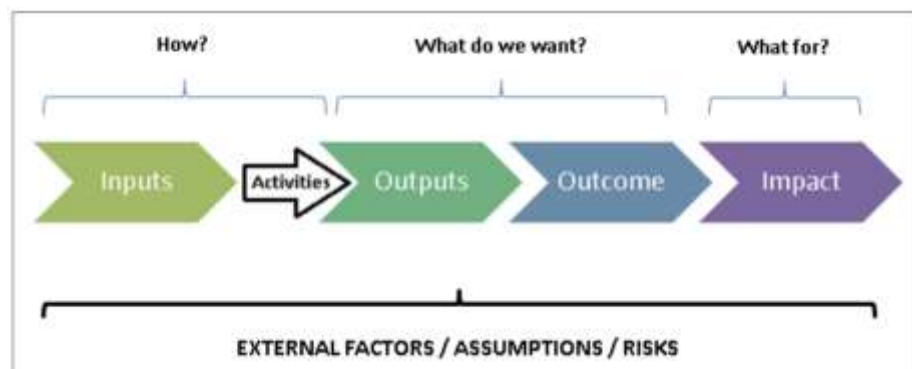 How?
What do we want?
What for?
Inputs
Activities
Outputs
Outcome
Impact
EXTERNAL FACTORS / ASSUMPTIONS / RISKS